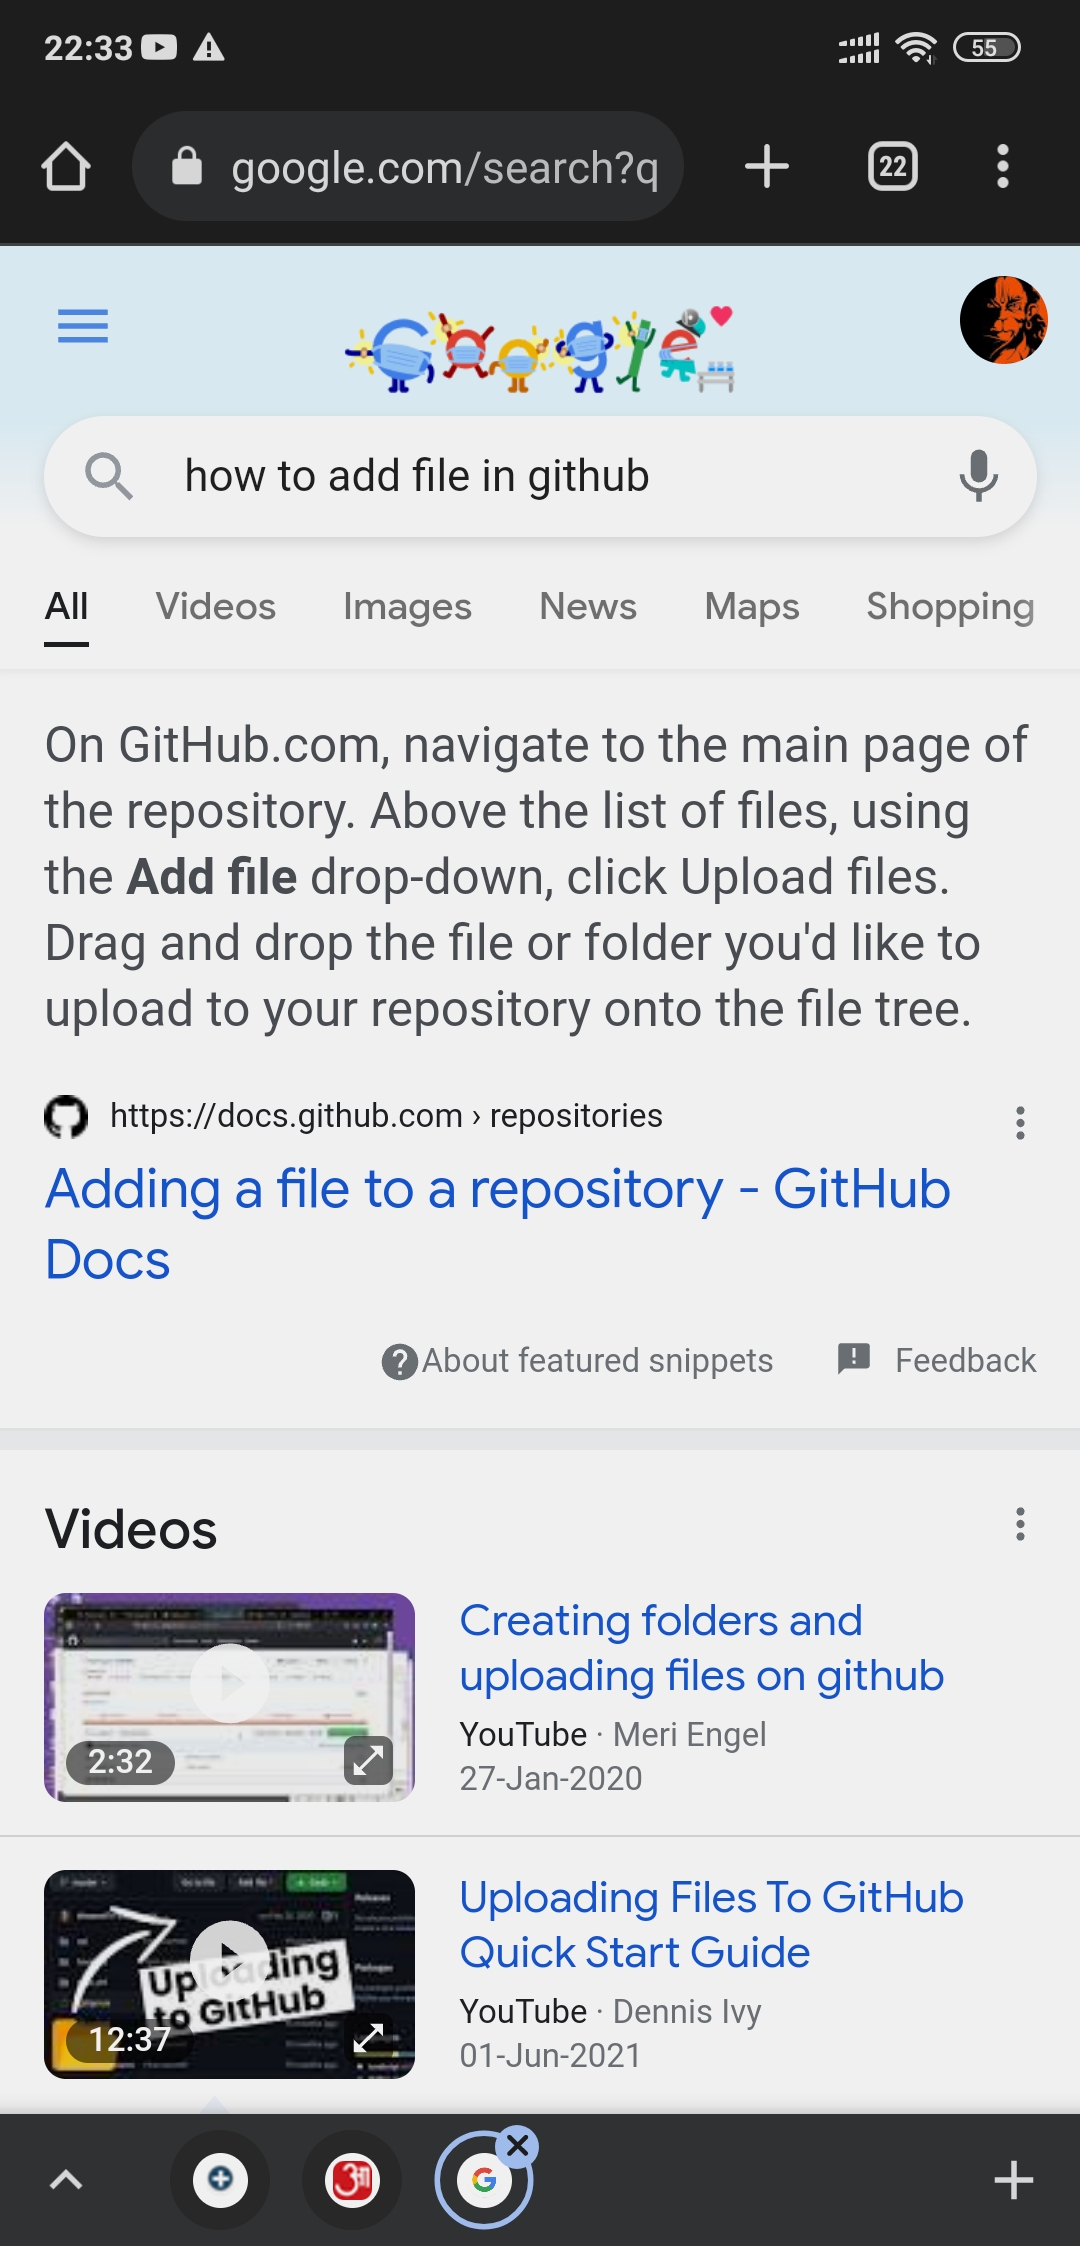 22:33
55
google.com/search?q
22
Google
how to add file in github
All Videos Images News Maps Shopping
On GitHub.com, navigate to the main page of
the repository. Above the list of files, using
the Add file drop-down, click Upload files.
Drag and drop the file or folder you'd like to
upload to your repository onto the file tree.
https://docs.github.com › repositories
Adding a file to a repository - GitHub
Docs
About featured snippets
Feedback
Videos
Creating folders and
uploading files on github
YouTube · Meri Engel
27-Jan-2020
2:32
Uploading Files To GitHub
Quick Start Guide
YouTube · Dennis Ivy
01-Jun-2021
Uploading
to GitHub
12:37
आ
G